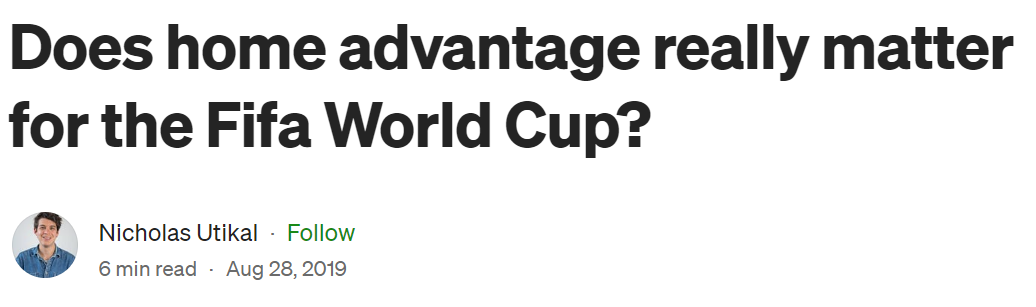 Does home advantage really matter
for the Fifa World Cup?
Nicholas Utikal · Follow
6 min read · Aug 28, 2019